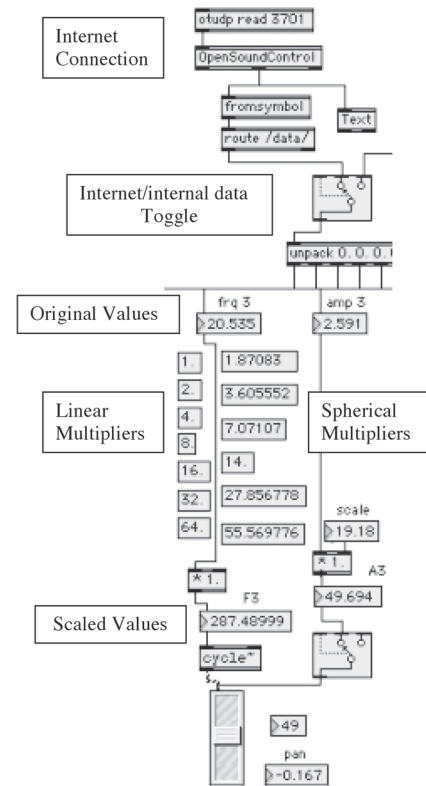 otudp read 3701
Internet
Connection
OpenSoundControl
fromsymbol
Text
route /data/
Internet/internal data
Toggle
unpack 0. 0. 0.
frq 3
amp 3
Original Values
20.535
2.591
1.
1.87083
2.
3.605552
Linear
Multipliers
4.
7.07107
Spherical
Multipliers
8.
16.
14.
32.
27.856778
64.
55.569776
scale
19.18
* 1.
* 1.
A3
F3
49.694
Scaled Values
287.48999
cycle~
49
pan
-0.167